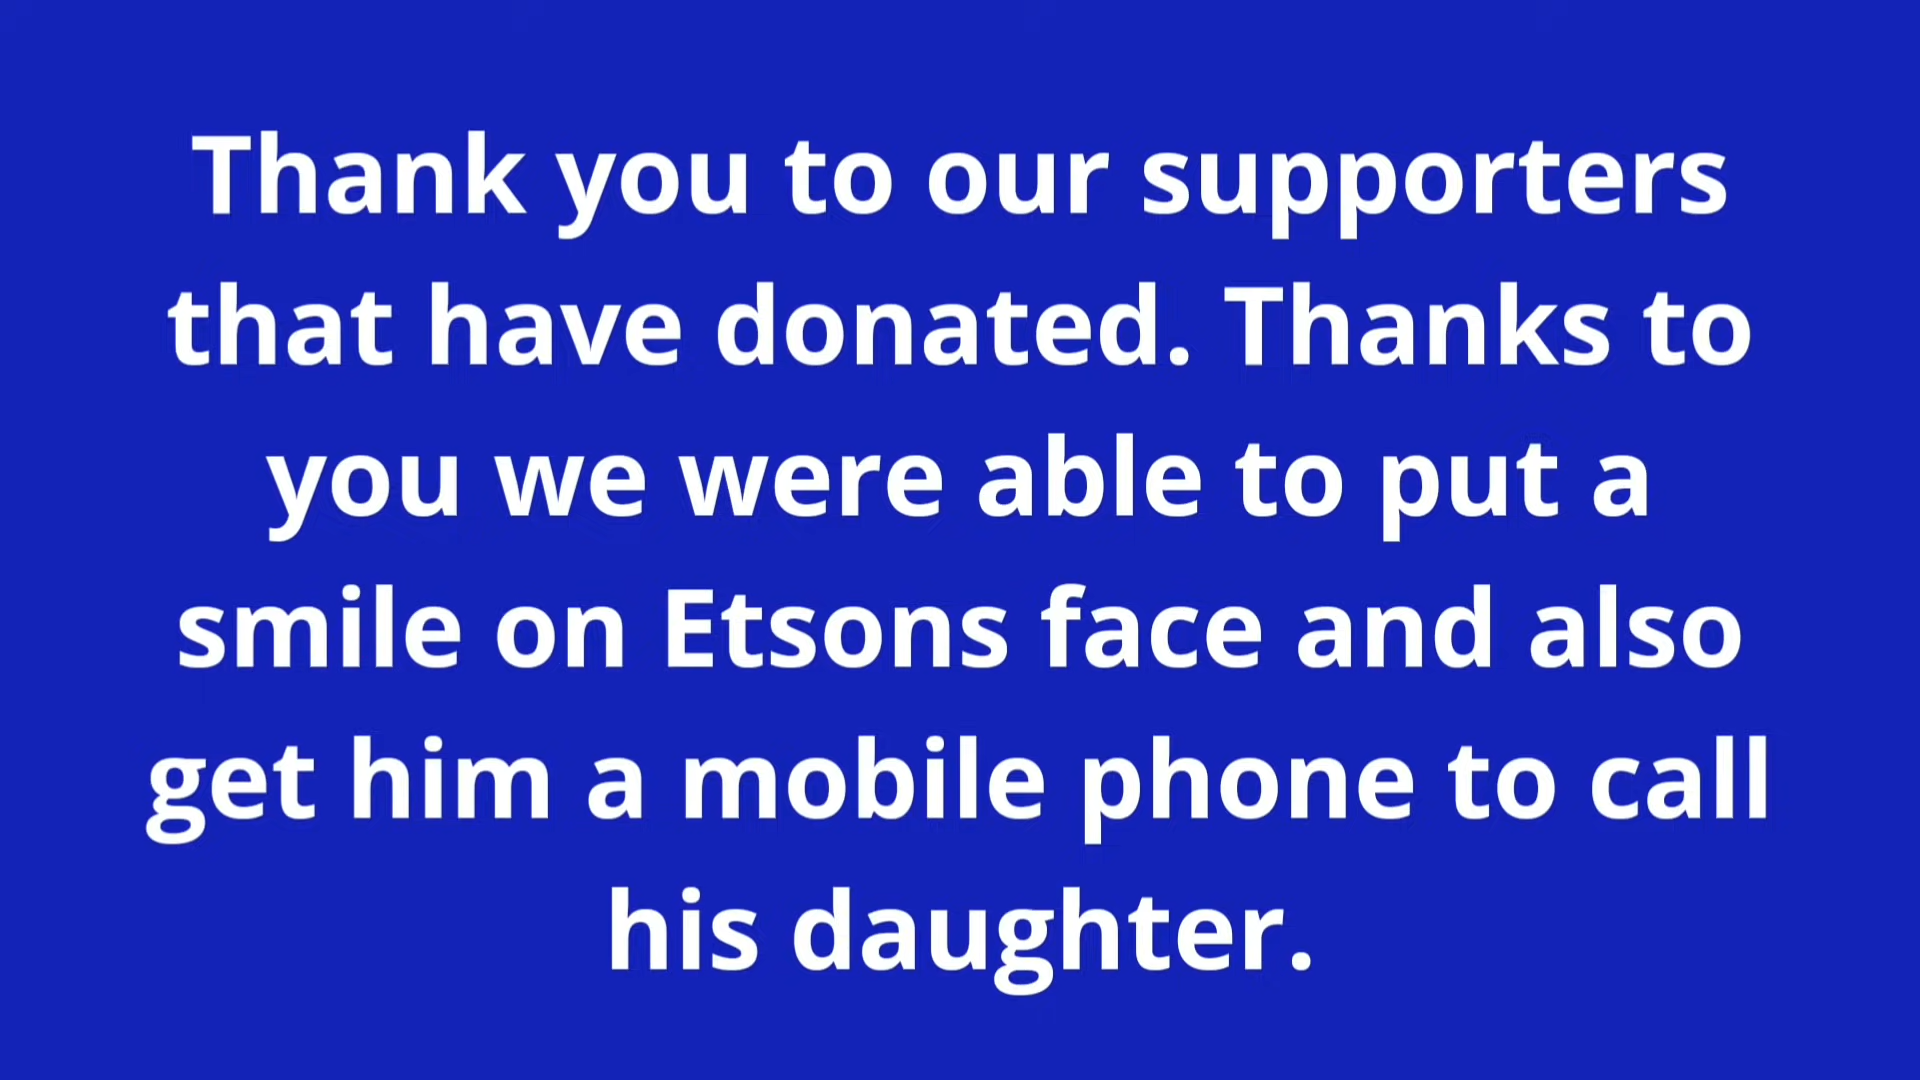 Thank you to our supporters
that have donated. Thanks to
you we were able to put a
smile on Etsons face and also
get him a mobile phone to call
his daughter.